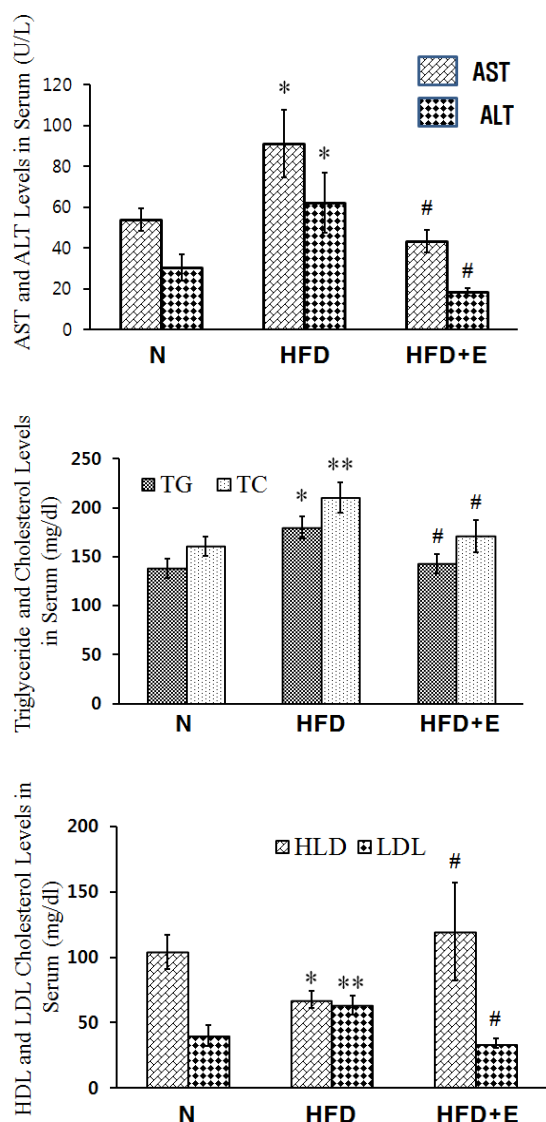 AST and ALT Levels in Serum (U/L)
AST
ALT
120
100
80
60
40
20
0
*
*
#
#
N HFD HFD+E
Triglyceride and Cholesterol Levels
in Serum (mg/dl)
TG TC
250
200
150
100
50
0
*
**
#
#
N HFD HFD+E
HDL and LDL Cholesterol Levels in
Serum (mg/dl)
HLD LDL
200
150
100
50
0
*
**
#
#
N HFD HFD+E